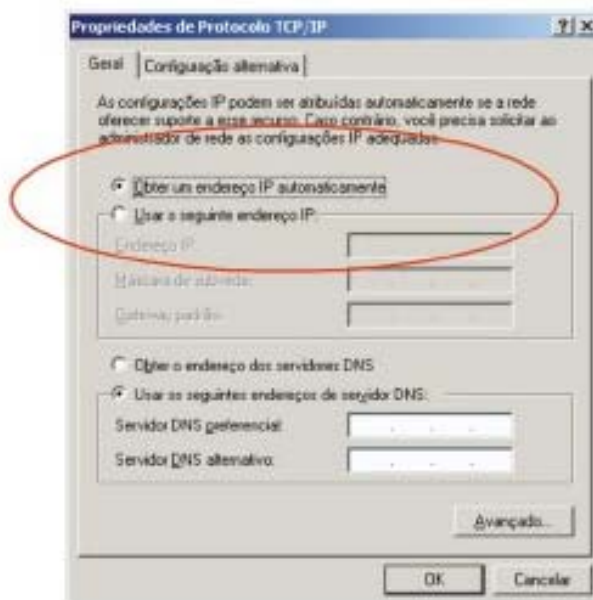 Propriedades de Protocolo TCP/IP
Geral
Configuração alternativa
As configurações IP podem ser atribuídas automaticamente se a rede
oferecer suporte a esse recurso. Caso contrário, você precisa solicitar ao
administrador de rede as configurações IP adequadas.
Obter um endereço IP automaticamente
Usar o seguinte endereço IP:
Endereço IP:
Máscara de sub-rede:
Gateway padrão:
Obter o endereço dos servidores DNS
Usar os seguintes endereços de servidor DNS:
Servidor DNS preferencial:
Servidor DNS alternativo:
Avançado...
OK
Cancelar